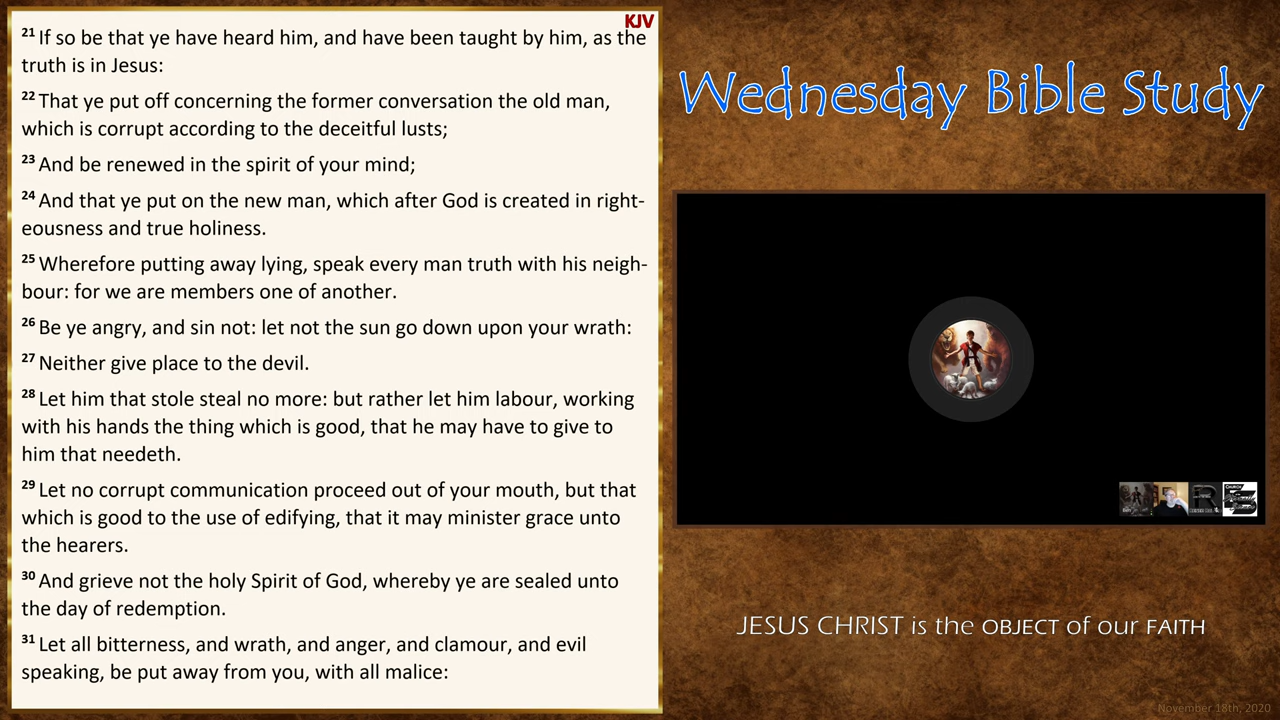 KJV
21 If so be that ye have heard him, and have been taught by him, as the
truth is in Jesus:
22 That ye put off concerning the former conversation the old man,
which is corrupt according to the deceitful lusts;
23 And be renewed in the spirit of your mind;
24 And that ye put on the new man, which after God is created in right-
eousness and true holiness.
25 Wherefore putting away lying, speak every man truth with his neigh-
bour: for we are members one of another.
26 Be ye angry, and sin not: let not the sun go down upon your wrath:
27 Neither give place to the devil.
28 Let him that stole steal no more: but rather let him labour, working
with his hands the thing which is good, that he may have to give to
him that needeth.
29 Let no corrupt communication proceed out of your mouth, but that
which is good to the use of edifying, that it may minister grace unto
the hearers.
30 And grieve not the holy Spirit of God, whereby ye are sealed unto
the day of redemption.
31 Let all bitterness, and wrath, and anger, and clamour, and evil
speaking, be put away from you, with all malice:
Wednesday Bible Study
JESUS CHRIST is the OBJECT of our FAITH
November 18th, 2020